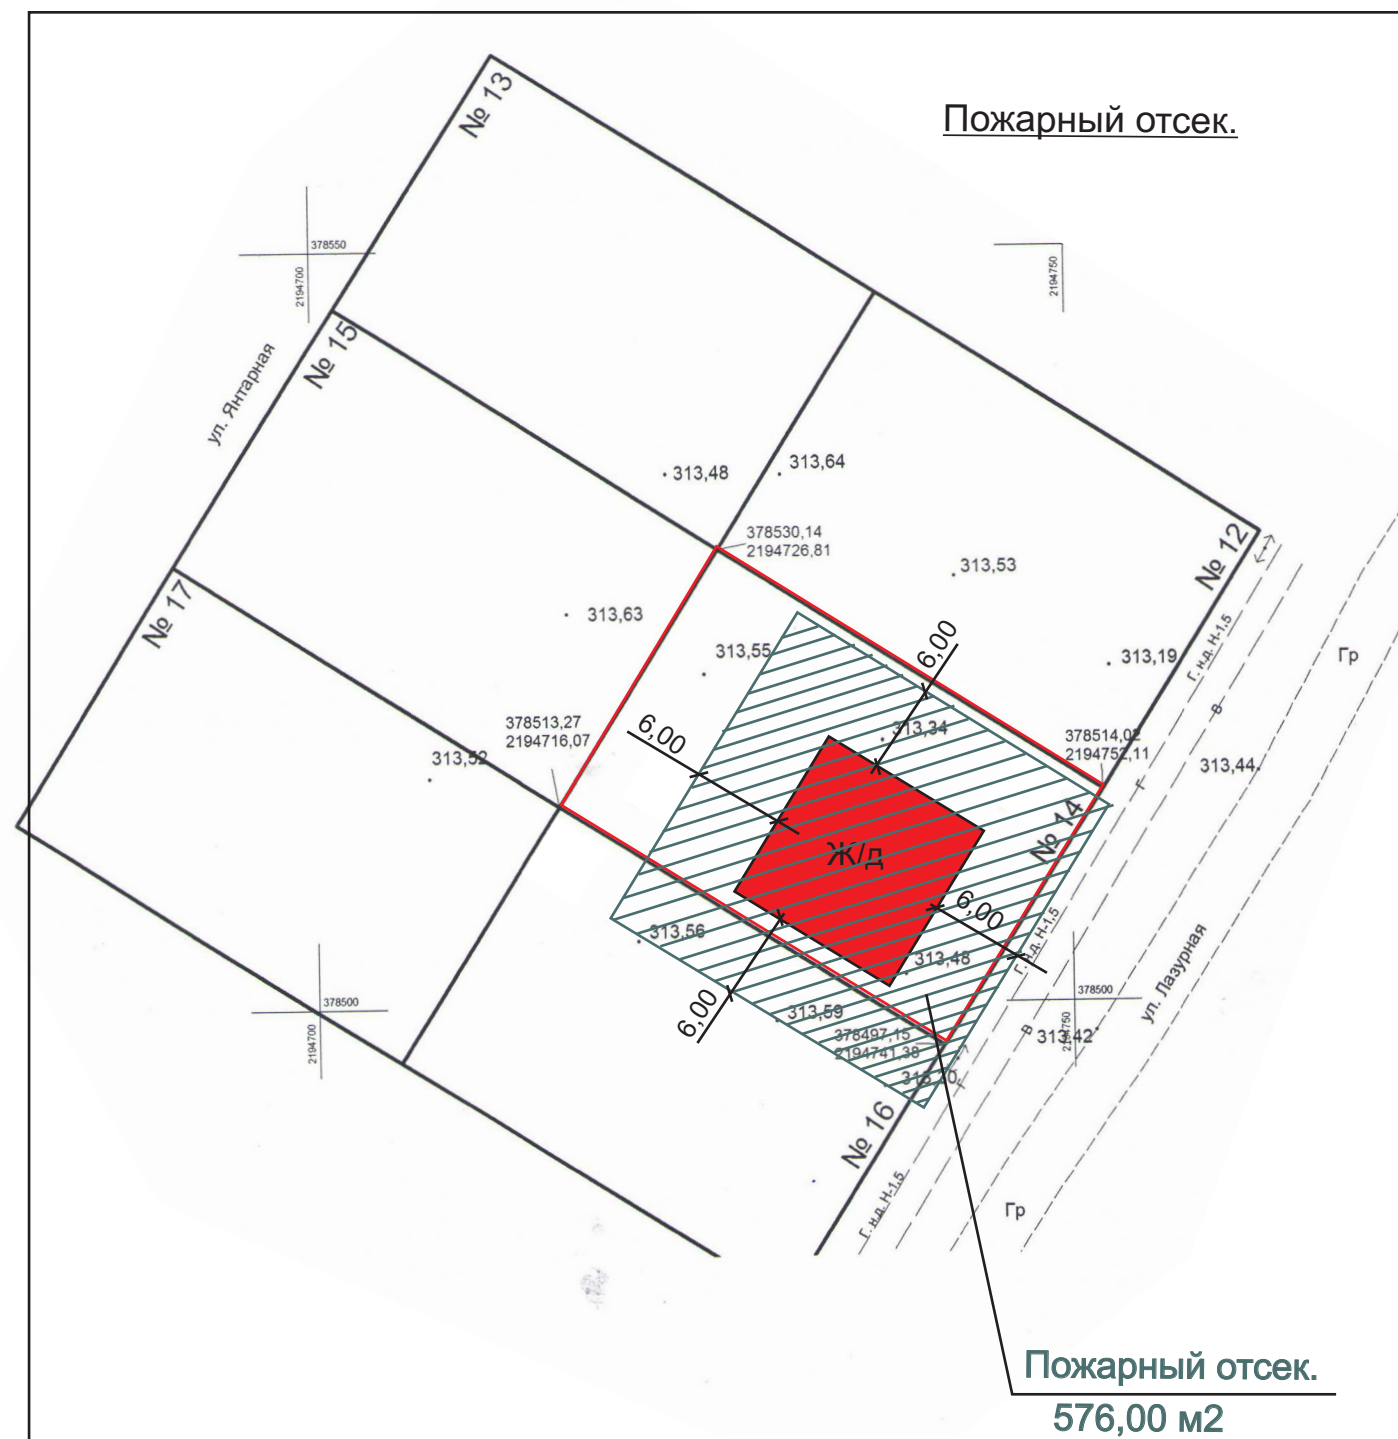 № 13
Пожарный отсек.
378550
2194700
2194750
№ 15
ул. Янтарная
313,48
313,64
378530,14
2194726,81
№ 12
313,53
№ 17
313,63
Г. н.д. Н-1,5
6,00
313,55
313,19
Гр
В
6,00
378513,27
2194716,07
313,34
378514,02
2194752,11
313,52
313,44
Г
№ 14
Ж/д
6,00
313,56
Г. н.д. Н-1,5
313,48
ул. Лазурная
378500
2194700
378500
2194750
6,00
313,59
В
378497,15
2194741,38
313,42
Г
№ 16
Г. н.д. Н-1,5
Гр
Пожарный отсек.
576,00 м2